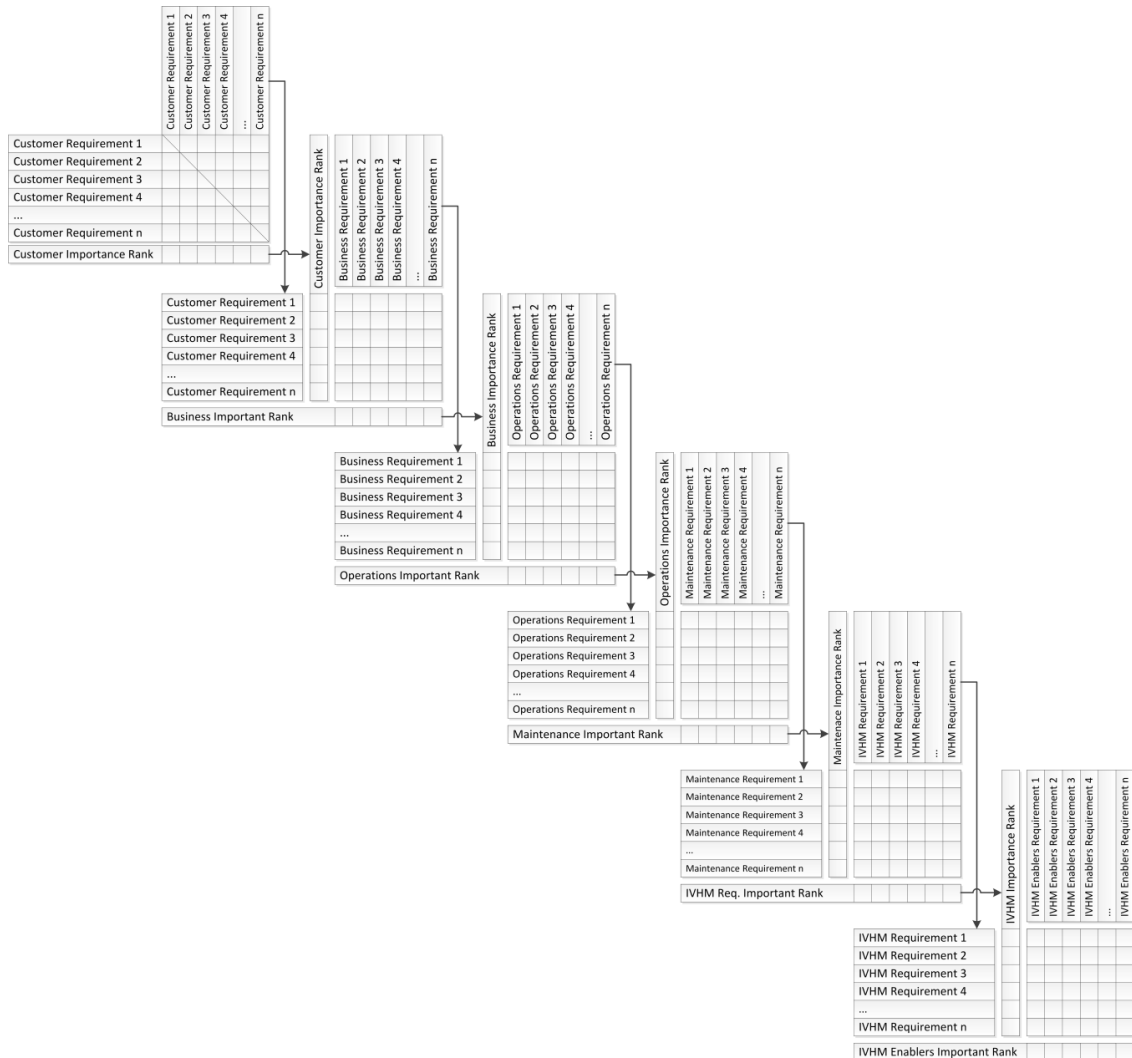 Customer Requirement 1
Customer Requirement 2
Customer Requirement 3
Customer Requirement 4
...
Customer Requirement n
Customer Requirement 1
Customer Requirement 2
Customer Requirement 3
Customer Requirement 4
...
Customer Requirement n
Customer Importance Rank
Customer Importance Rank
Business Requirement 1
Business Requirement 2
Business Requirement 3
Business Requirement 4
...
Business Requirement n
Customer Requirement 1
Customer Requirement 2
Customer Requirement 3
Customer Requirement 4
...
Customer Requirement n
Business Important Rank
Business Importance Rank
Operations Requirement 1
Operations Requirement 2
Operations Requirement 3
Operations Requirement 4
...
Operations Requirement n
Business Requirement 1
Business Requirement 2
Business Requirement 3
Business Requirement 4
...
Business Requirement n
Operations Important Rank
Operations Importance Rank
Maintenance Requirement 1
Maintenance Requirement 2
Maintenance Requirement 3
Maintenance Requirement 4
...
Maintenance Requirement n
Operations Requirement 1
Operations Requirement 2
Operations Requirement 3
Operations Requirement 4
...
Operations Requirement n
Maintenance Important Rank
Maintenace Importance Rank
IVHM Requirement 1
IVHM Requirement 2
IVHM Requirement 3
IVHM Requirement 4
...
IVHM Requirement n
Maintenance Requirement 1
Maintenance Requirement 2
Maintenance Requirement 3
Maintenance Requirement 4
...
Maintenance Requirement n
IVHM Req. Important Rank
IVHM Importance Rank
IVHM Enablers Requirement 1
IVHM Enablers Requirement 2
IVHM Enablers Requirement 3
IVHM Enablers Requirement 4
...
IVHM Enablers Requirement n
IVHM Requirement 1
IVHM Requirement 2
IVHM Requirement 3
IVHM Requirement 4
...
IVHM Requirement n
IVHM Enablers Important Rank